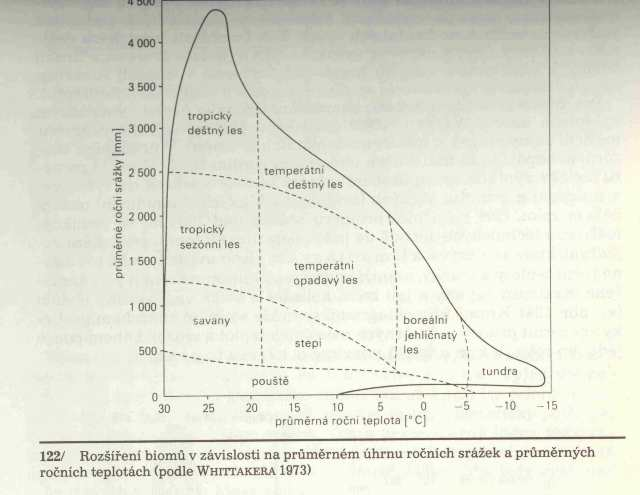 4 500
4 000
3 500
3 000
2 500
2 000
1 500
1 000
500
0
průměrné roční srážky [mm]
tropický
deštný les
temperátní
deštný les
tropický
sezónní les
temperátní
opadavý les
savany
stepi
boreální
jehličnatý
les
pouště
tundra
30 25 20 15 10 5 0 −5 −10 −15
průměrná roční teplota [°C]
122/ Rozšíření biomů v závislosti na průměrném úhrnu ročních srážek a průměrných
ročních teplotách (podle WHITTAKERA 1973)